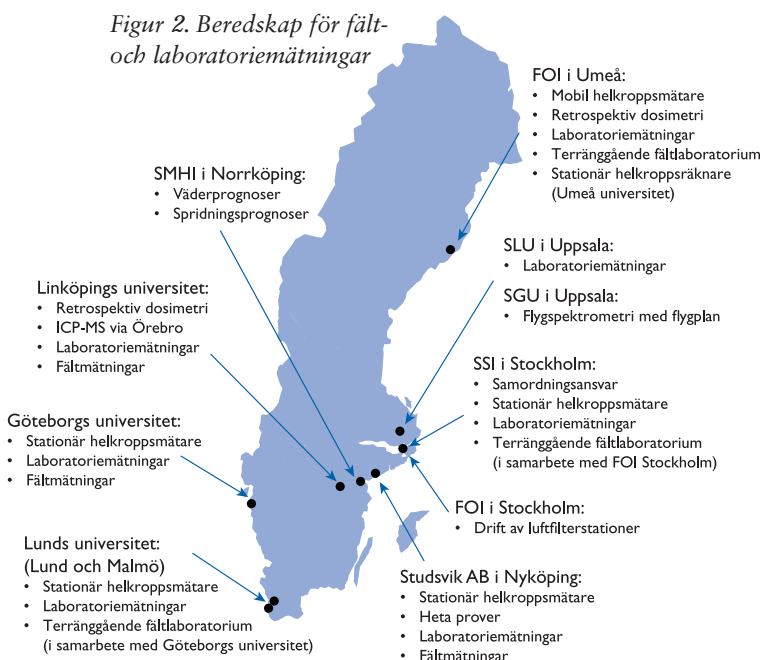 Figur 2. Beredskap för fält-
och laboratoriemätningar
FOI i Umeå:
• Mobil helkroppsmätare
• Retrospektiv dosimetri
• Laboratoriemätningar
• Terränggående fältlaboratorium
• Stationär helkroppsräknare
(Umeå universitet)
SMHI i Norrköping:
• Väderprognoser
• Spridningsprognoser
SLU i Uppsala:
• Laboratoriemätningar
SGU i Uppsala:
• Flygspektrometri med flygplan
Linköpings universitet:
• Retrospektiv dosimetri
• ICP-MS via Örebro
• Laboratoriemätningar
• Fältmätningar
SSI i Stockholm:
• Samordningsansvar
• Stationär helkroppsmätare
• Laboratoriemätningar
• Terränggående fältlaboratorium
(i samarbete med FOI Stockholm)
Göteborgs universitet:
• Stationär helkroppsmätare
• Laboratoriemätningar
• Fältmätningar
FOI i Stockholm:
• Drift av luftfilterstationer
Lunds universitet:
(Lund och Malmö)
• Stationär helkroppsmätare
• Laboratoriemätningar
• Terränggående fältlaboratorium
(i samarbete med Göteborgs universitet)
Studsvik AB i Nyköping:
• Stationär helkroppsmätare
• Heta prover
• Laboratoriemätningar
• Fältmätningar